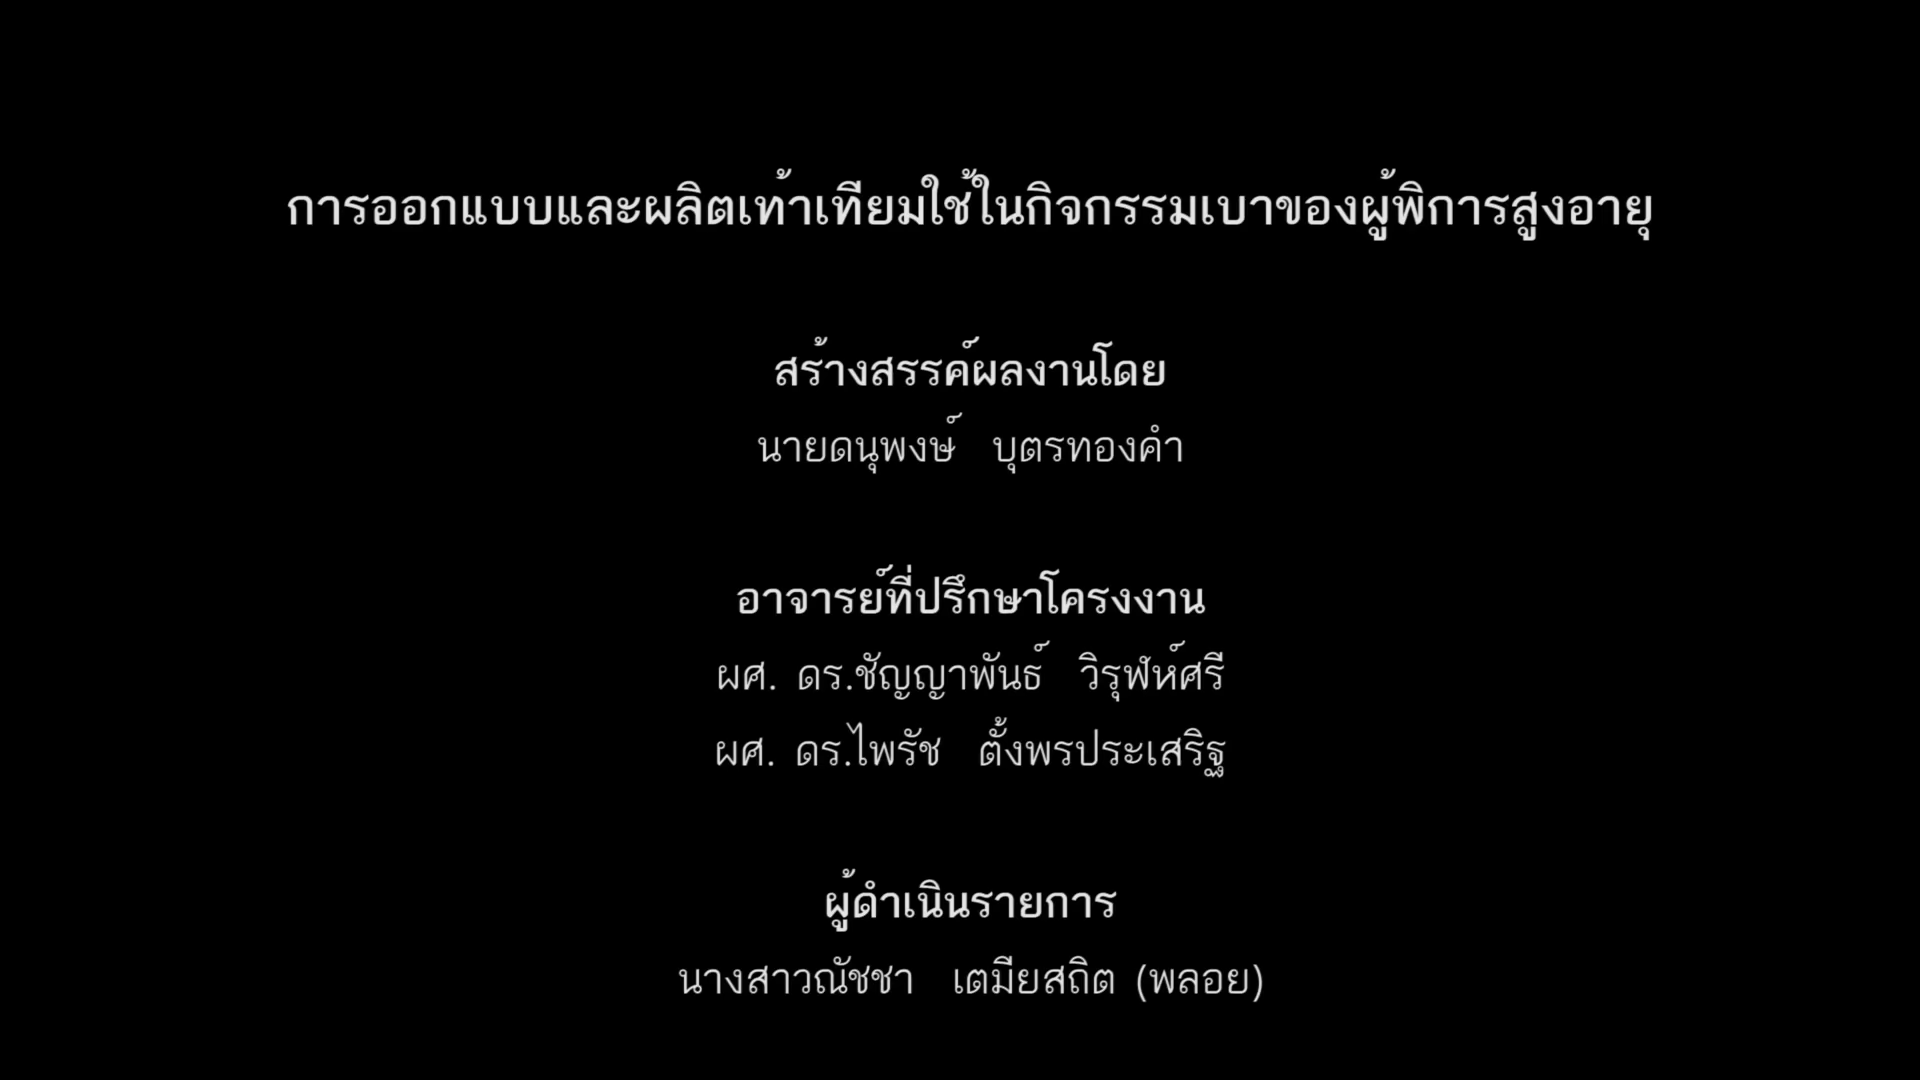 การออกแบบและผลิตเท้าเทียมใช้ในกิจกรรมเบาของผู้พิการสูงอายุ
สร้างสรรค์ผลงานโดย
นายดนุพงษ์ บุตรทองคำ
อาจารย์ที่ปรึกษาโครงงาน
ผศ. ดร.ชัญญาพันธ์ วิรุฬห์ศรี
ผศ. ดร.ไพรัช ตั้งพรประเสริฐ
ผู้ดำเนินรายการ
นางสาวณัชชา เตมียสถิต (พลอย)